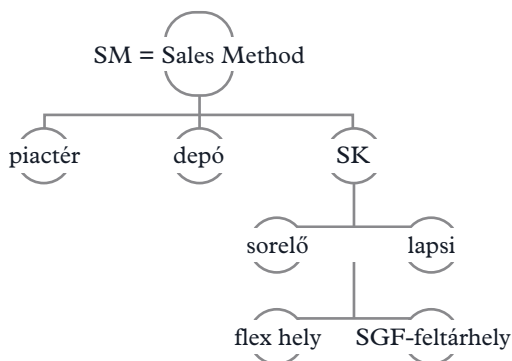 SM = Sales Method
piactér
depó
SK
sorelő
lapsi
flex hely
SGF-feltárhely